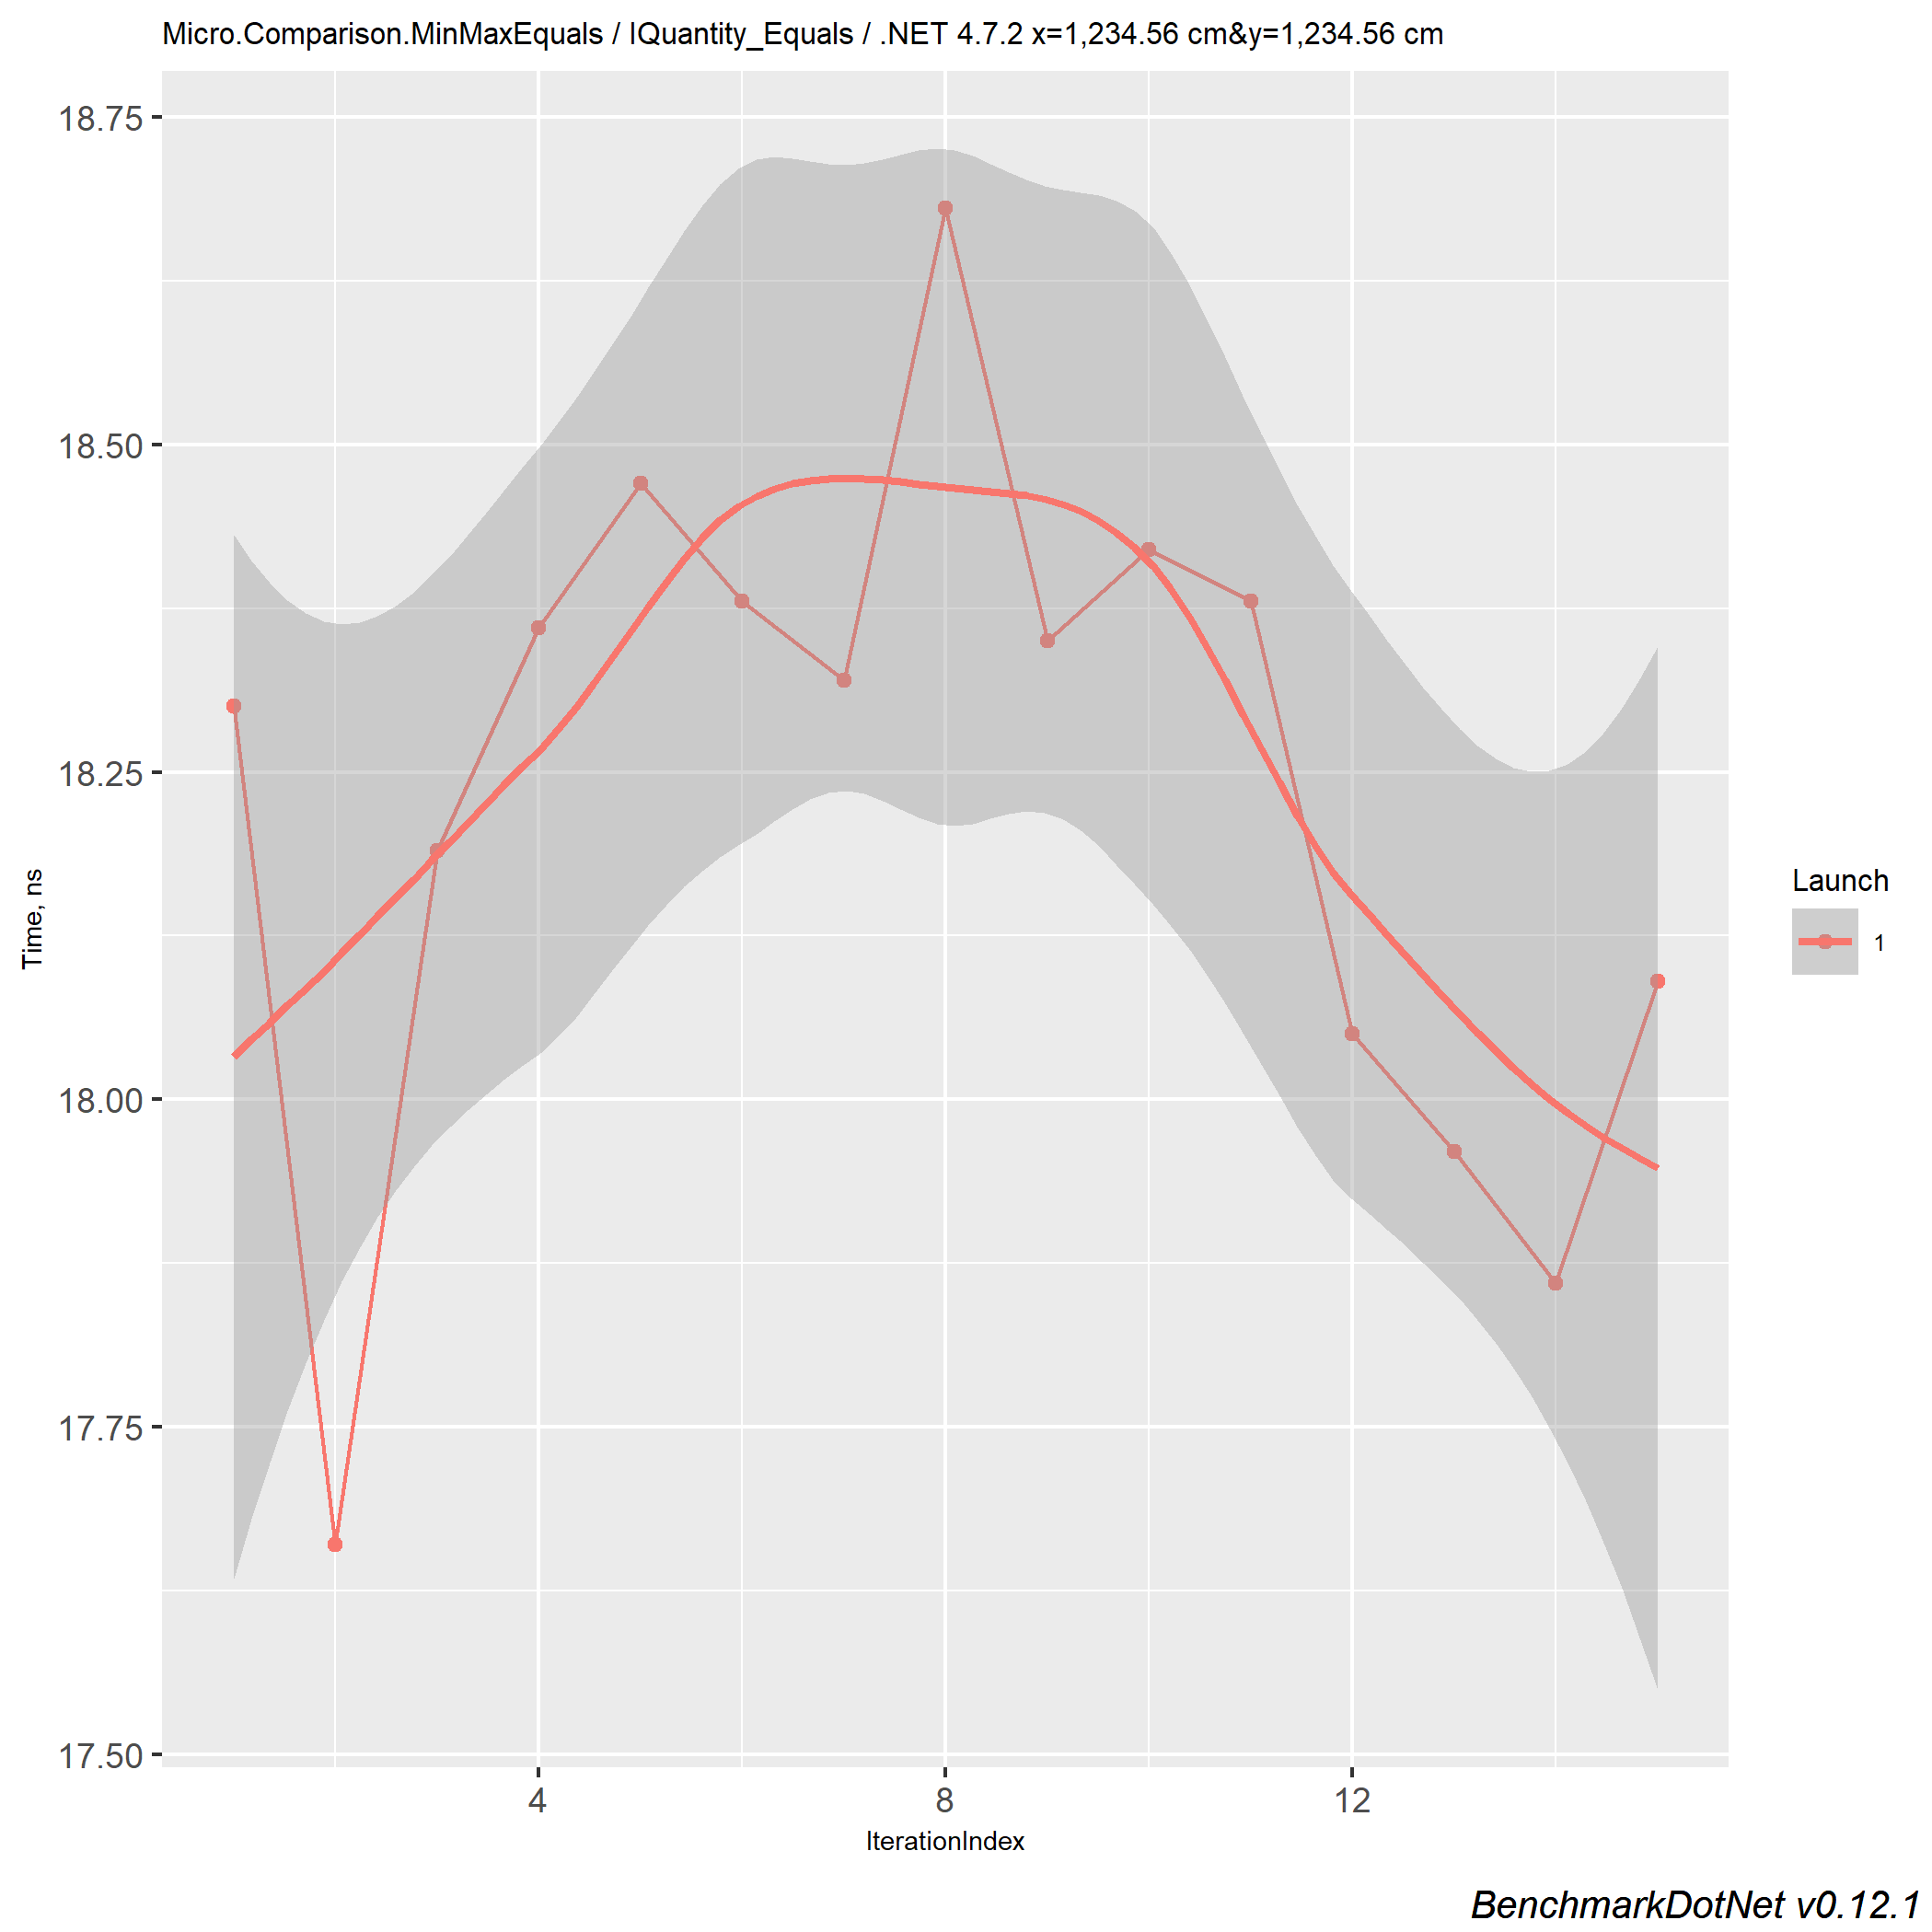 Micro.Comparison.MinMaxEquals / IQuantity_Equals / .NET 4.7.2 x=1,234.56 cm&y=1,234.56 cm
18.75
18.50
18.25
18.00
17.75
17.50
Time, ns
4
8
12
IterationIndex
Launch
1
BenchmarkDotNet v0.12.1